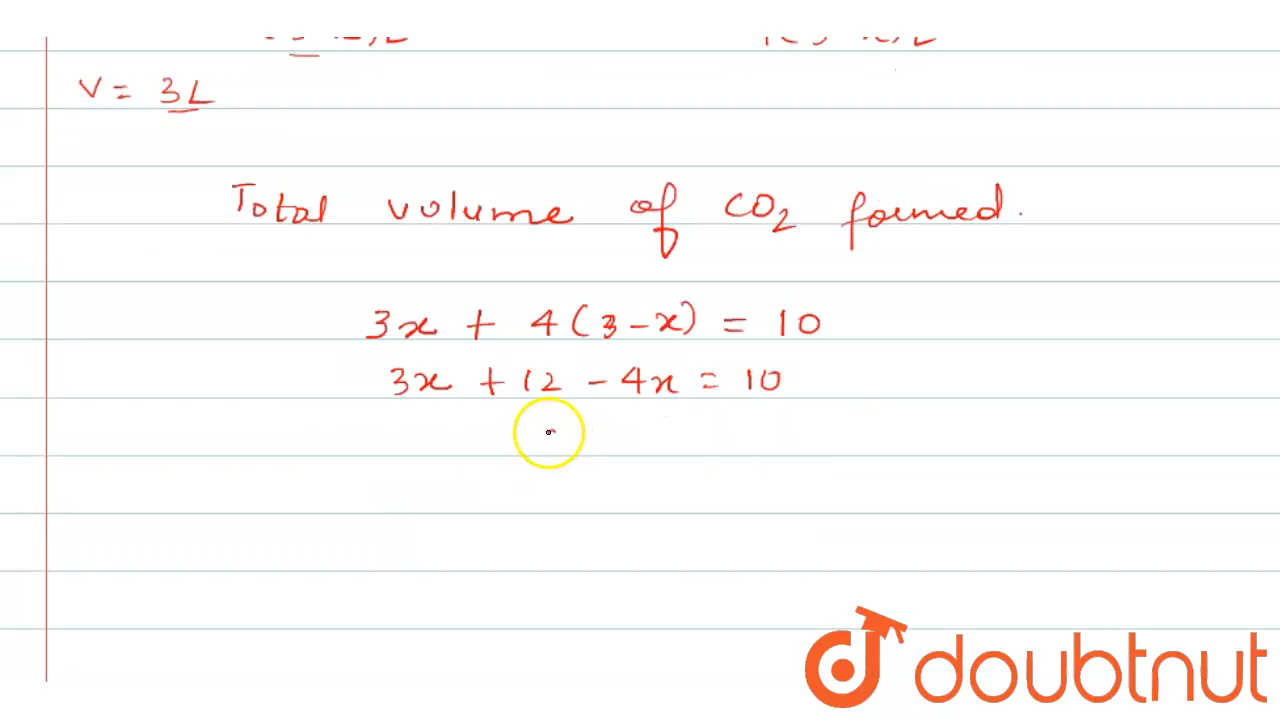 V = 3L
Total volume of CO2 formed.
3x + 4(3-x) = 10
3x + 12 - 4x = 10
doubtnut